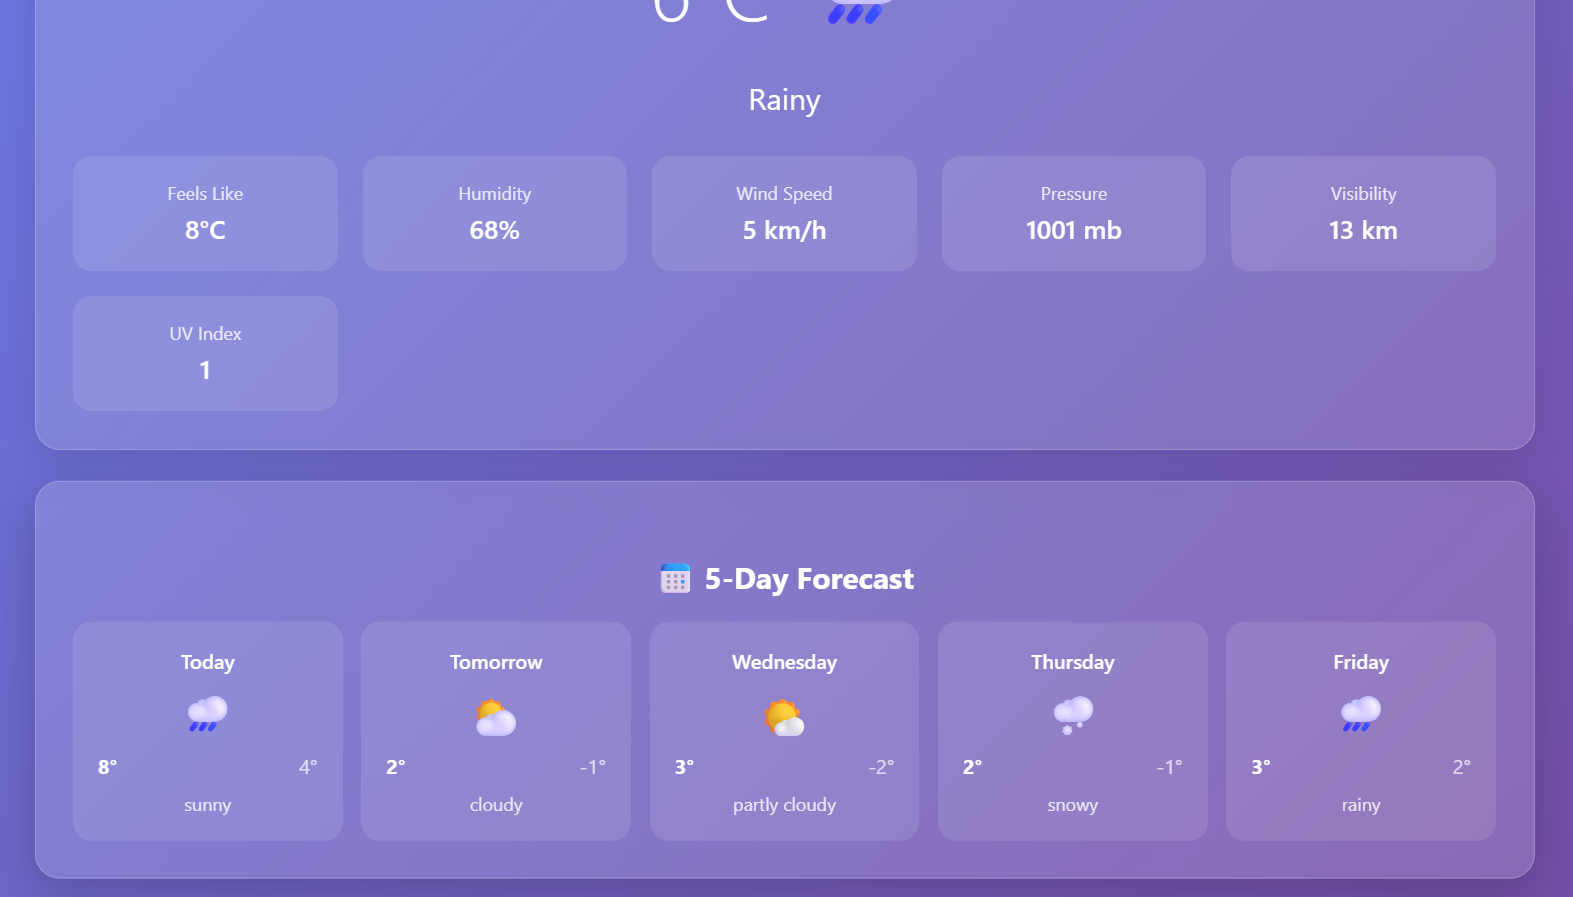 Rainy
Feels Like
8°C
Humidity
68%
Wind Speed
5 km/h
Pressure
1001 mb
Visibility
13 km
UV Index
1
5-Day Forecast
Today
8° 4°
sunny
Tomorrow
2° -1°
cloudy
Wednesday
3° -2°
partly cloudy
Thursday
2° -1°
snowy
Friday
3° 2°
rainy